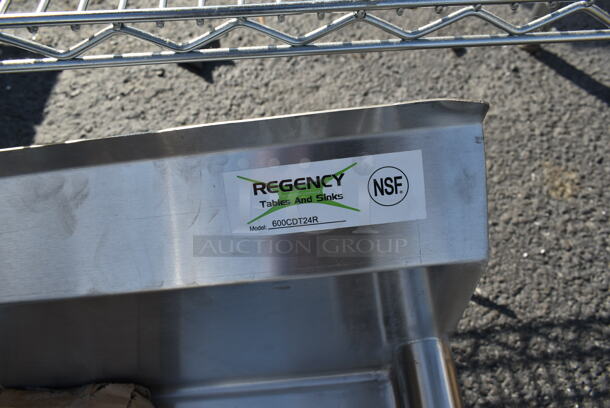 REGENCY
Tables And Sinks
Model: 600CDT24R
NSF
AUCTION GROUP